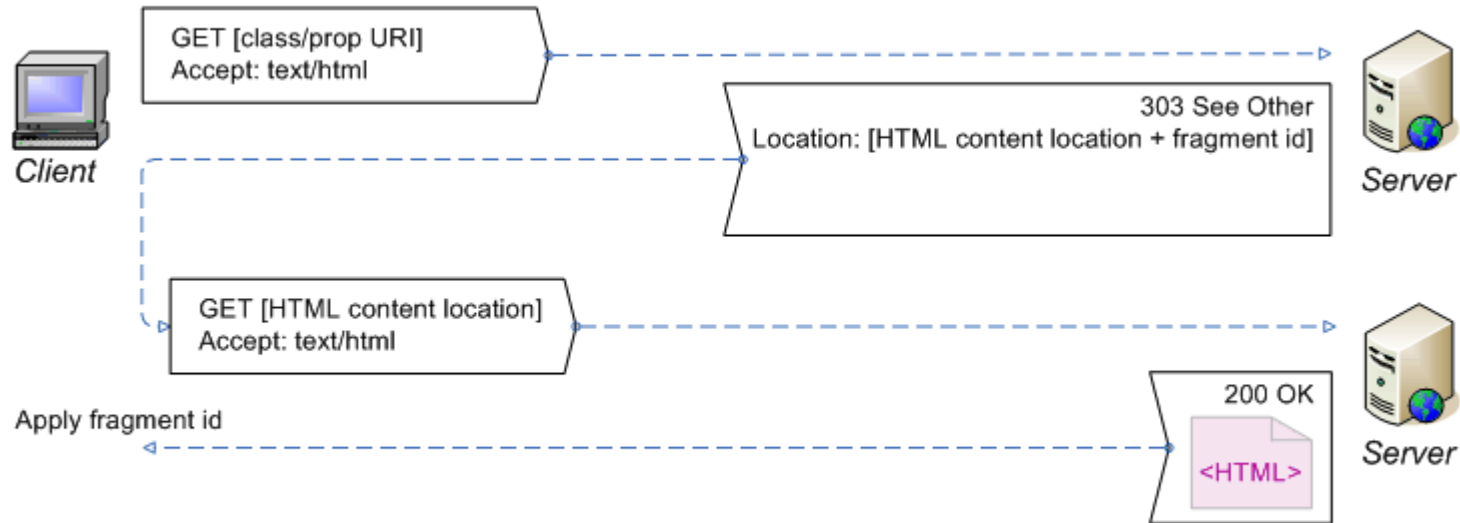 GET [class/prop URI]
Accept: text/html
Client
303 See Other
Location: [HTML content location + fragment id]
Server
GET [HTML content location]
Accept: text/html
200 OK
<HTML>
Server
Apply fragment id